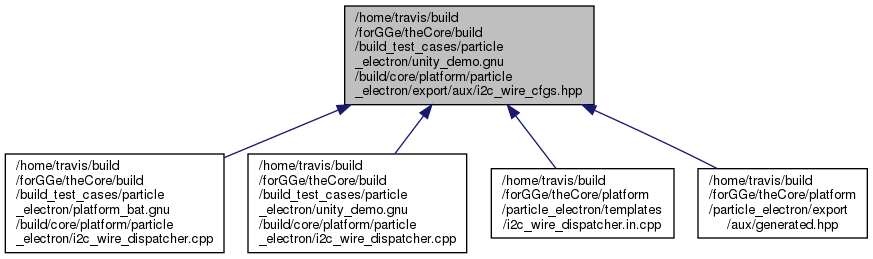 /home/travis/build
/forGGe/theCore/build
/build_test_cases/particle
_electron/unity_demo.gnu
/build/core/platform/particle
_electron/export/aux/i2c_wire_cfgs.hpp
/home/travis/build
/forGGe/theCore/build
/build_test_cases/particle
_electron/platform_bat.gnu
/build/core/platform/particle
_electron/i2c_wire_dispatcher.cpp
/home/travis/build
/forGGe/theCore/build
/build_test_cases/particle
_electron/unity_demo.gnu
/build/core/platform/particle
_electron/i2c_wire_dispatcher.cpp
/home/travis/build
/forGGe/theCore/platform
/particle_electron/templates
/i2c_wire_dispatcher.in.cpp
/home/travis/build
/forGGe/theCore/platform
/particle_electron/export
/aux/generated.hpp